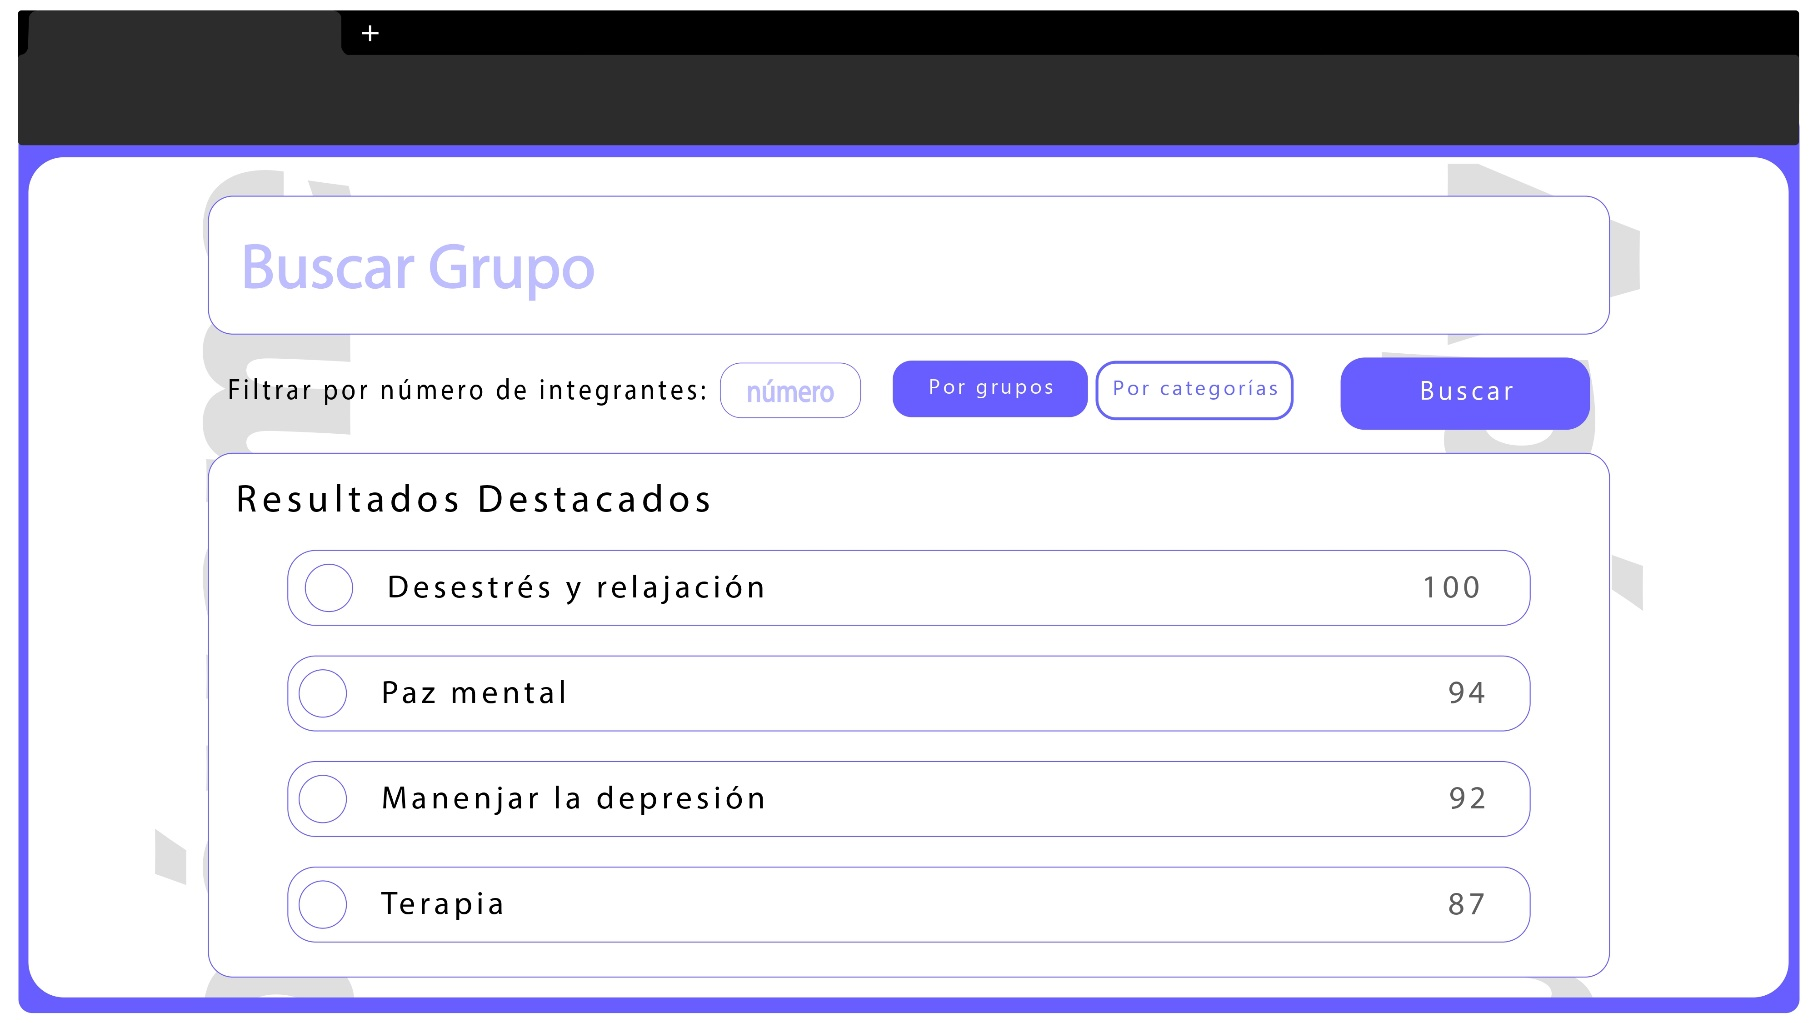 +
Buscar Grupo
Filtrar por número de integrantes: número Por grupos Por categorías Buscar
Resultados Destacados
Desestrés y relajación 100
Paz mental 94
Manenjar la depresión 92
Terapia 87